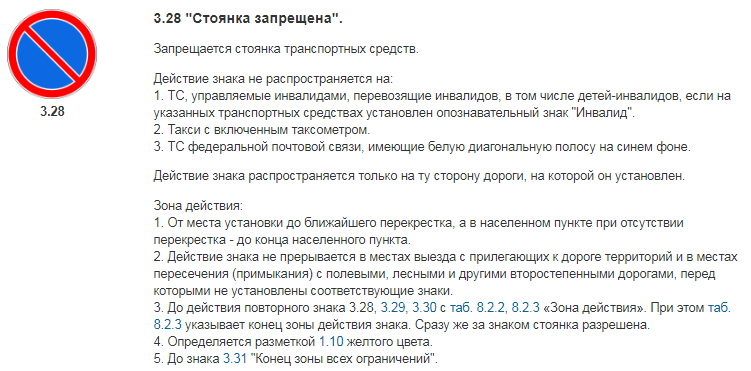 3.28 "Стоянка запрещена".
3.28
Запрещается стоянка транспортных средств.
Действие знака не распространяется на:
1. ТС, управляемые инвалидами, перевозящие инвалидов, в том числе детей-инвалидов, если на
указанных транспортных средствах установлен опознавательный знак "Инвалид".
2. Такси с включенным таксометром.
3. ТС федеральной почтовой связи, имеющие белую диагональную полосу на синем фоне.
Действие знака распространяется только на ту сторону дороги, на которой он установлен.
Зона действия:
1. От места установки до ближайшего перекрестка, а в населенном пункте при отсутствии
перекрестка - до конца населенного пункта.
2. Действие знака не прерывается в местах выезда с прилегающих к дороге территорий и в местах
пересечения (примыкания) с полевыми, лесными и другими второстепенными дорогами, перед
которыми не установлены соответствующие знаки.
3. До действия повторного знака 3.28, 3.29, 3.30 с таб. 8.2.2, 8.2.3 «Зона действия». При этом таб.
8.2.3 указывает конец зоны действия знака. Сразу же за знаком стоянка разрешена.
4. Определяется разметкой 1.10 желтого цвета.
5. До знака 3.31 "Конец зоны всех ограничений".